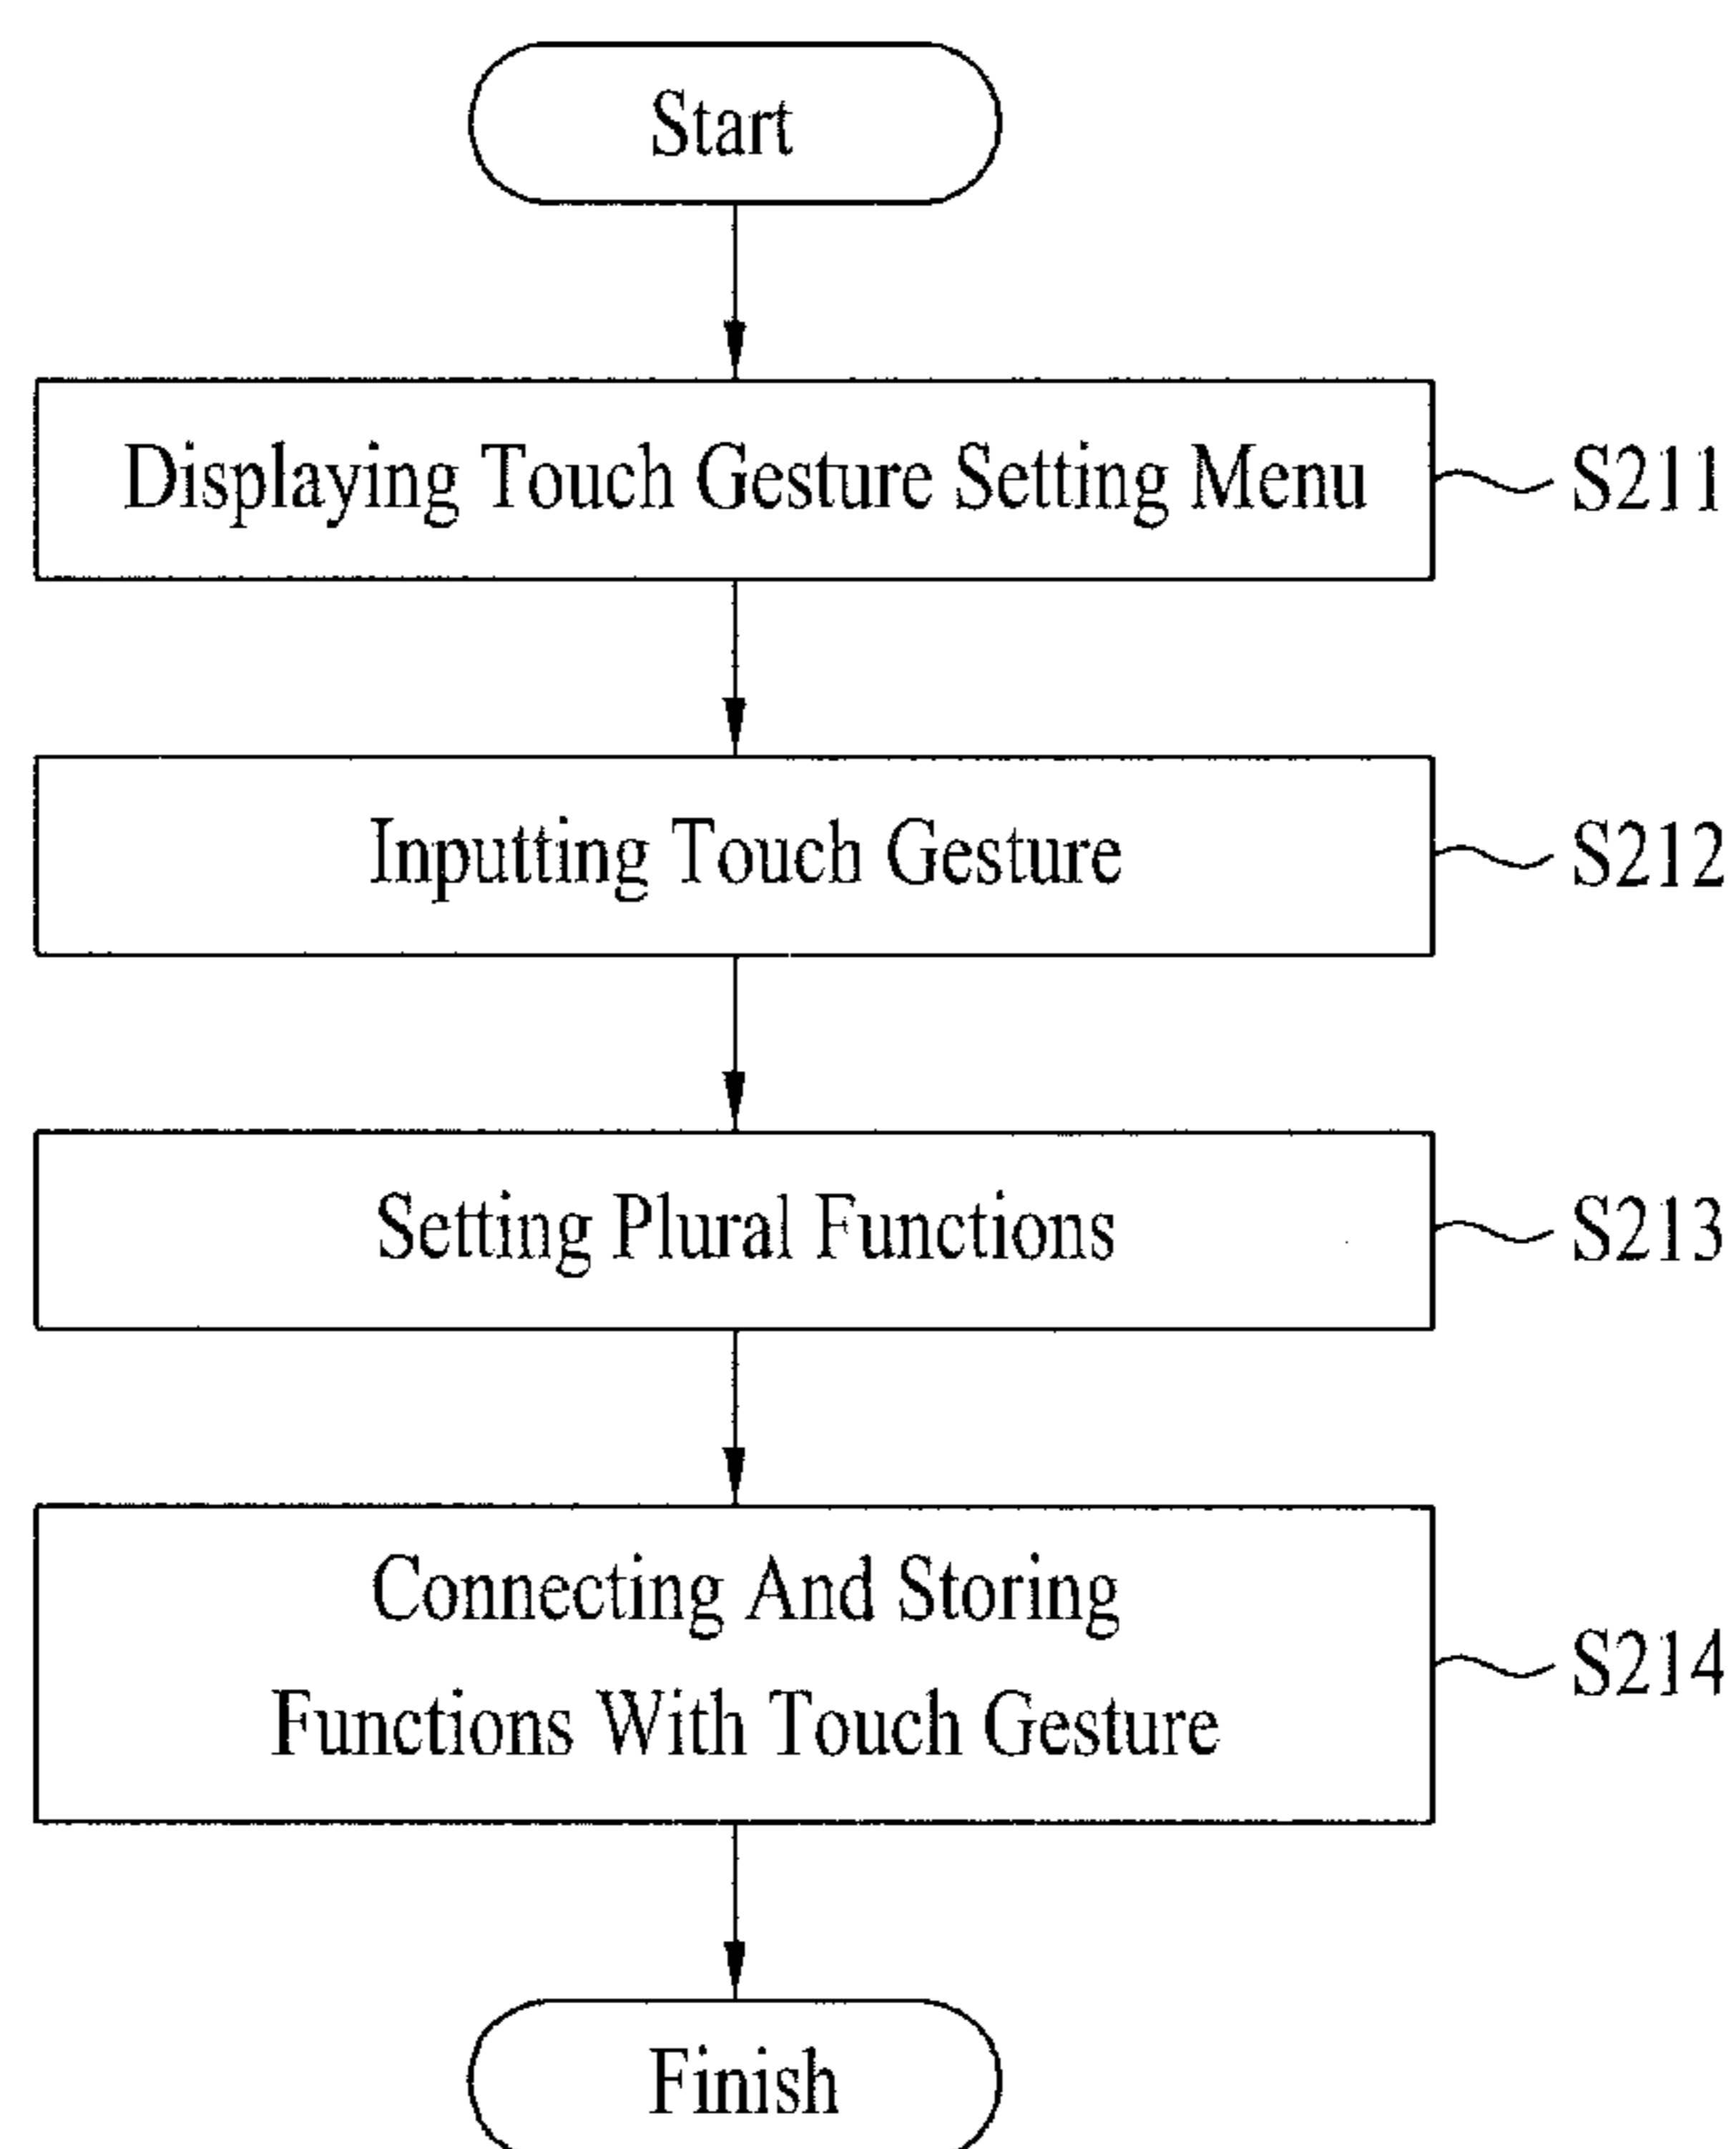 Start
Displaying Touch Gesture Setting Menu
S211
Inputting Touch Gesture
S212
Setting Plural Functions
S213
Connecting And Storing
Functions With Touch Gesture
S214
Finish